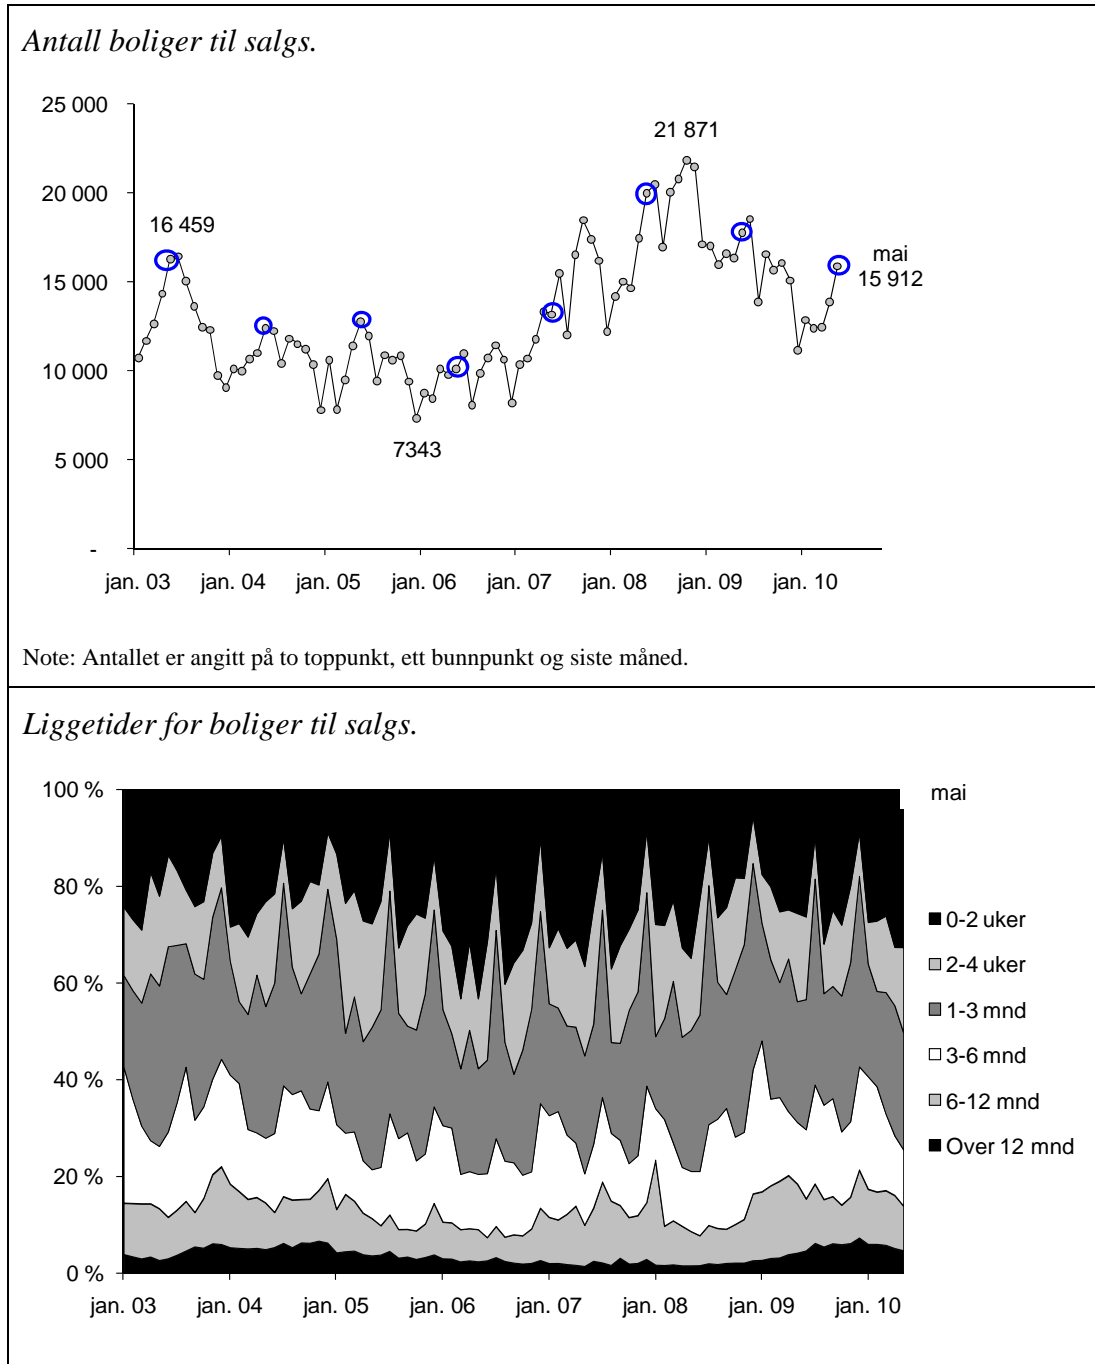 Antall boliger til salgs.
25 000
20 000
15 000
10 000
5 000
-
16 459
21 871
mai
15 912
7343
jan. 03 jan. 04 jan. 05 jan. 06 jan. 07 jan. 08 jan. 09 jan. 10
Note: Antallet er angitt på to toppunkt, ett bunnpunkt og siste måned.
Liggetider for boliger til salgs.
100 %
80 %
60 %
40 %
20 %
0 %
mai
0-2 uker
2-4 uker
1-3 mnd
3-6 mnd
6-12 mnd
Over 12 mnd
jan. 03 jan. 04 jan. 05 jan. 06 jan. 07 jan. 08 jan. 09 jan. 10